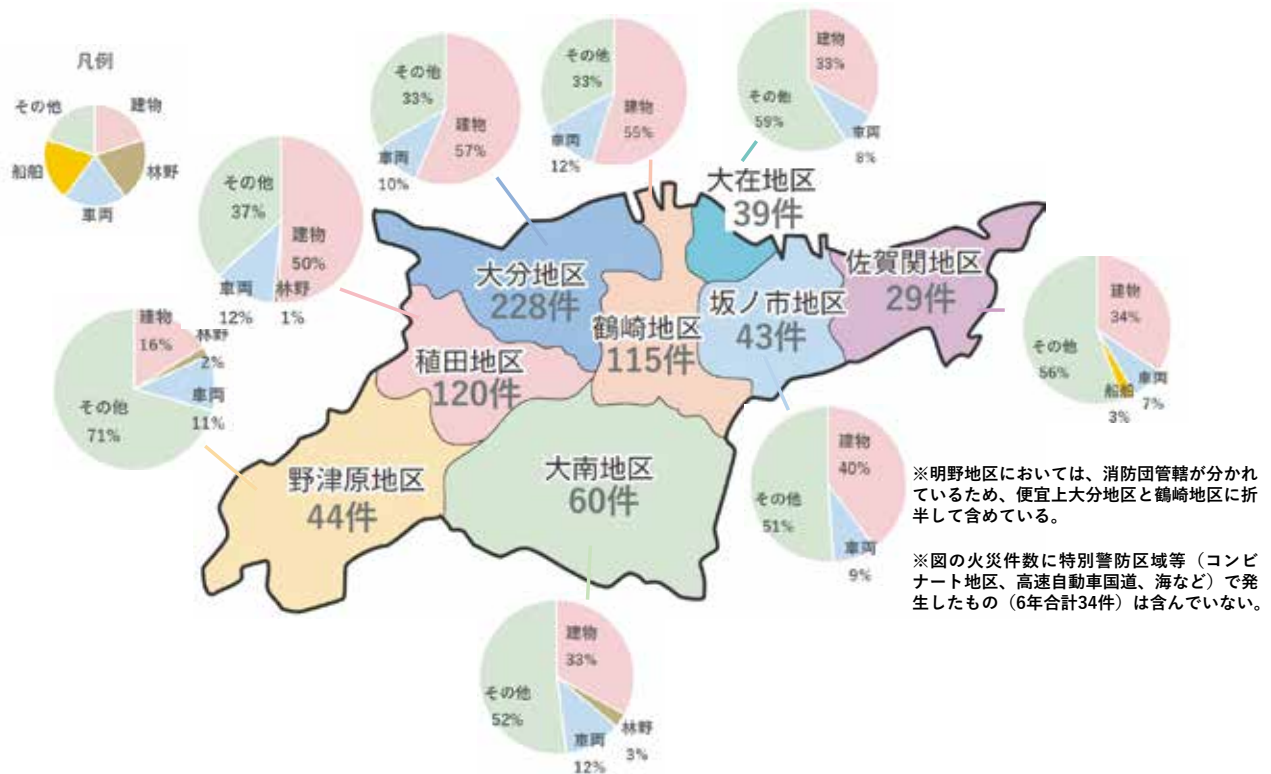 凡例
その他
建物
船舶
林野
車両
その他
33%
建物
57%
車両
10%
その他
33%
建物
55%
車両
12%
建物
33%
その他
59%
車両
8%
その他
37%
建物
50%
車両
12%
林野
1%
建物
16%
林野
2%
車両
11%
その他
71%
大在地区
39件
大分地区
228件
佐賀関地区
29件
坂ノ市地区
43件
鶴崎地区
115件
稙田地区
120件
野津原地区
44件
大南地区
60件
建物
34%
その他
56%
車両
7%
船舶
3%
建物
40%
その他
51%
車両
9%
建物
33%
その他
52%
林野
3%
車両
12%
※明野地区においては、消防団管轄が分かれ
ているため、便宜上大分地区と鶴崎地区に折
半して含めている。
※図の火災件数に特別警防区域等(コンビ
ナート地区、高速自動車国道、海など)で発
生したもの(6年合計34件)は含んでいない。